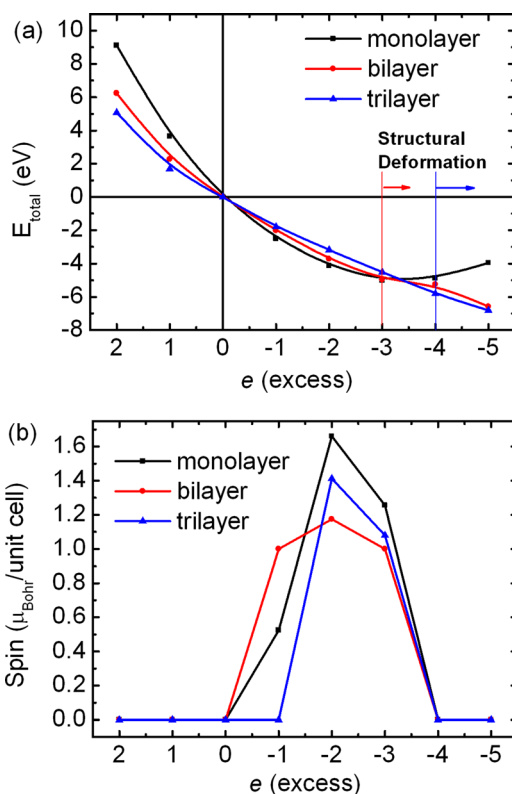 (a)
monolayer
bilayer
trilayer
Structural
Deformation
E_total (eV)
10
8
6
4
2
0
-2
-4
-6
-8
2 1 0 -1 -2 -3 -4 -5
e (excess)
(b)
monolayer
bilayer
trilayer
Spin (μ_Bohr/unit cell)
1.6
1.4
1.2
1.0
0.8
0.6
0.4
0.2
0.0
2 1 0 -1 -2 -3 -4 -5
e (excess)